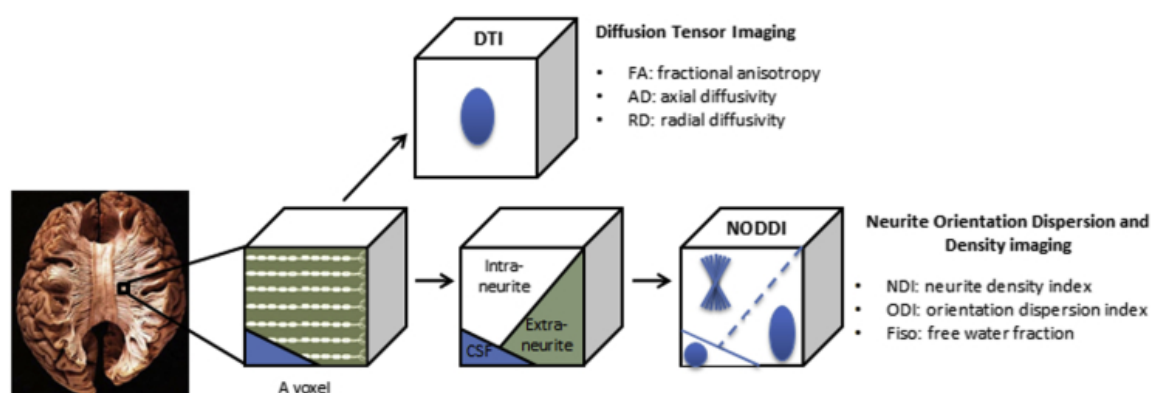 DTI
Diffusion Tensor Imaging
• FA: fractional anisotropy
• AD: axial diffusivity
• RD: radial diffusivity
A voxel
Intra-
neurite
Extra-
neurite
CSF
NODDI
Neurite Orientation Dispersion and
Density imaging
• NDI: neurite density index
• ODI: orientation dispersion index
• Fiso: free water fraction